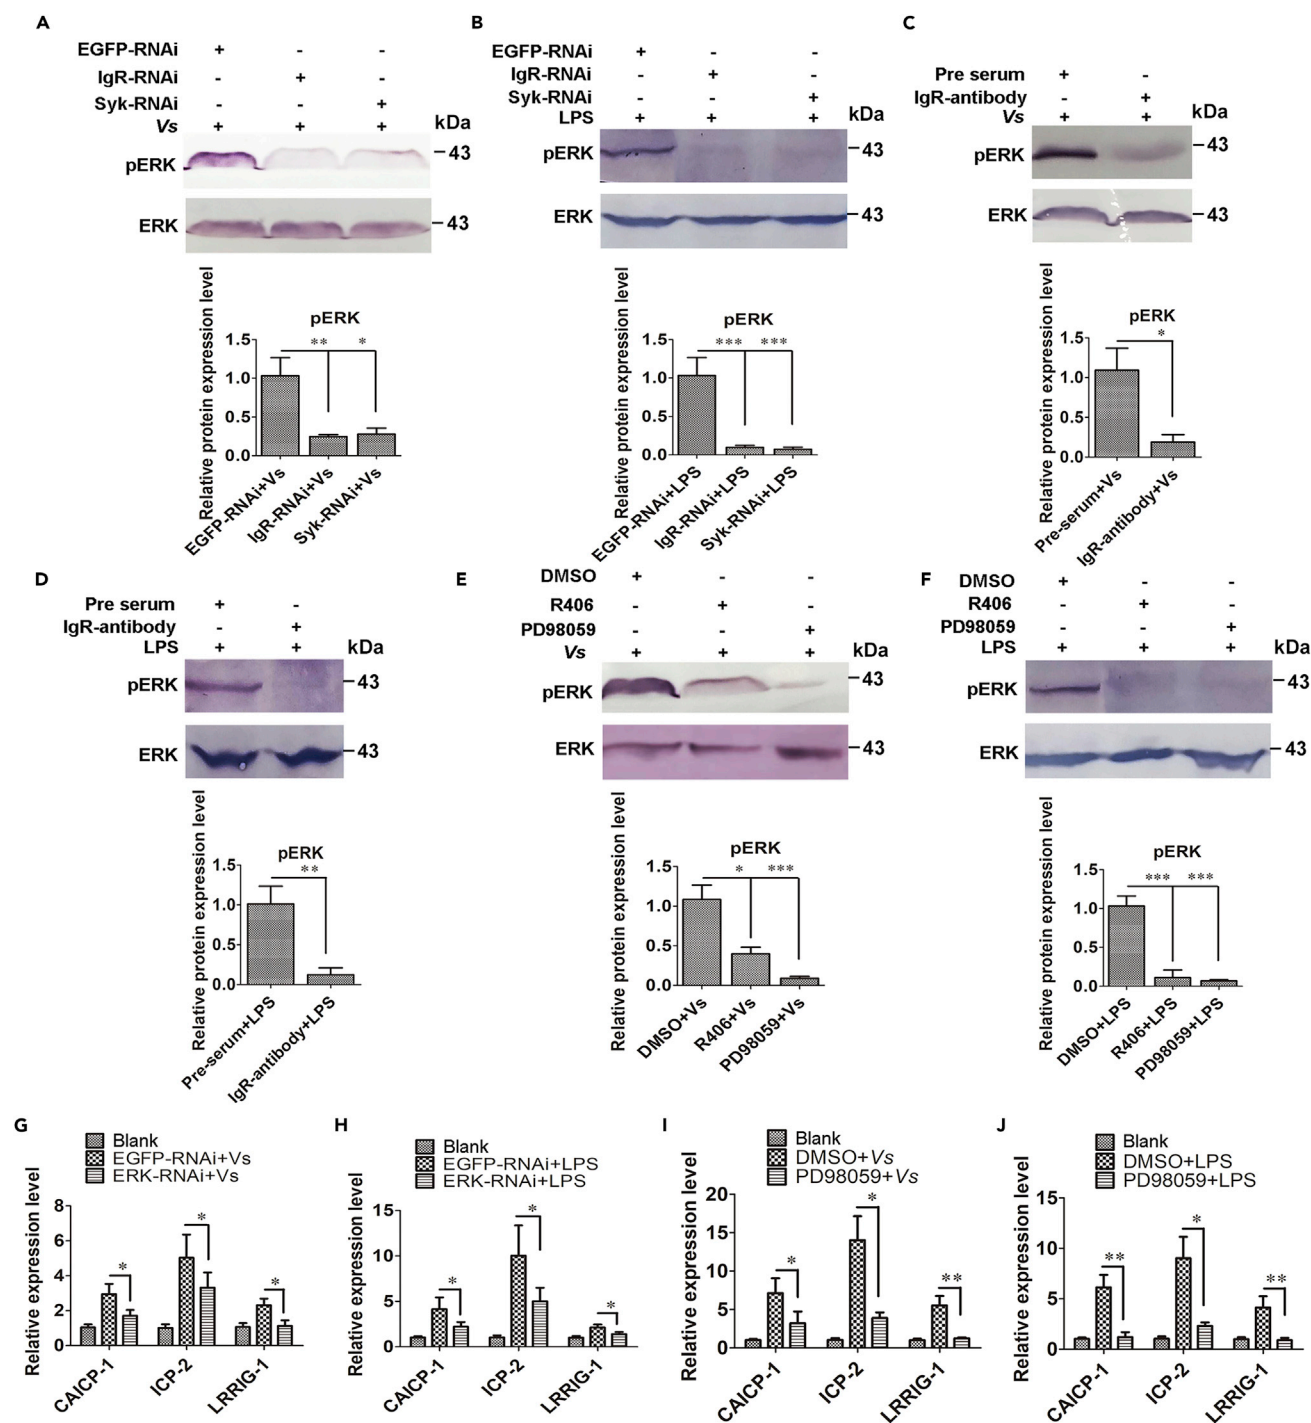 A
EGFP-RNAi + - -
IgR-RNAi - + -
Syk-RNAi - - +
Vs + + + kDa
pERK 43
ERK 43
Relative protein expression level
pERK
1.5
1.0
0.5
0.0
** *
EGFP-RNAi+Vs
IgR-RNAi+Vs
Syk-RNAi+Vs
B
EGFP-RNAi + - -
IgR-RNAi - + -
Syk-RNAi - - +
LPS + + + kDa
pERK 43
ERK 43
Relative protein expression level
pERK
1.5
1.0
0.5
0.0
*** ***
EGFP-RNAi+LPS
IgR-RNAi+LPS
Syk-RNAi+LPS
C
Pre serum + -
IgR-antibody - +
Vs + + kDa
pERK 43
ERK 43
Relative protein expression level
pERK
1.5
1.0
0.5
0.0
*
Pre-serum+Vs
IgR-antibody+Vs
D
Pre serum + -
IgR-antibody - +
LPS + + kDa
pERK 43
ERK 43
Relative protein expression level
pERK
1.5
1.0
0.5
0.0
**
Pre-serum+LPS
IgR-antibody+LPS
E
DMSO + - -
R406 - + -
PD98059 - - +
Vs + + + kDa
pERK 43
ERK 43
Relative protein expression level
pERK
1.5
1.0
0.5
0.0
* ***
DMSO+Vs
R406+Vs
PD98059+Vs
F
DMSO + - -
R406 - + -
PD98059 - - +
LPS + + + kDa
pERK 43
ERK 43
Relative protein expression level
pERK
1.5
1.0
0.5
0.0
*** ***
DMSO+LPS
R406+LPS
PD98059+LPS
G
Blank
EGFP-RNAi+Vs
ERK-RNAi+Vs
Relative expression level
8
6
4
2
0
* * *
CAICP-1
ICP-2
LRRIG-1
H
Blank
EGFP-RNAi+LPS
ERK-RNAi+LPS
Relative expression level
15
10
5
0
* * *
CAICP-1
ICP-2
LRRIG-1
I
Blank
DMSO+Vs
PD98059+Vs
Relative expression level
20
15
10
5
0
* * **
CAICP-1
ICP-2
LRRIG-1
J
Blank
DMSO+LPS
PD98059+LPS
Relative expression level
15
10
5
0
** * **
CAICP-1
ICP-2
LRRIG-1